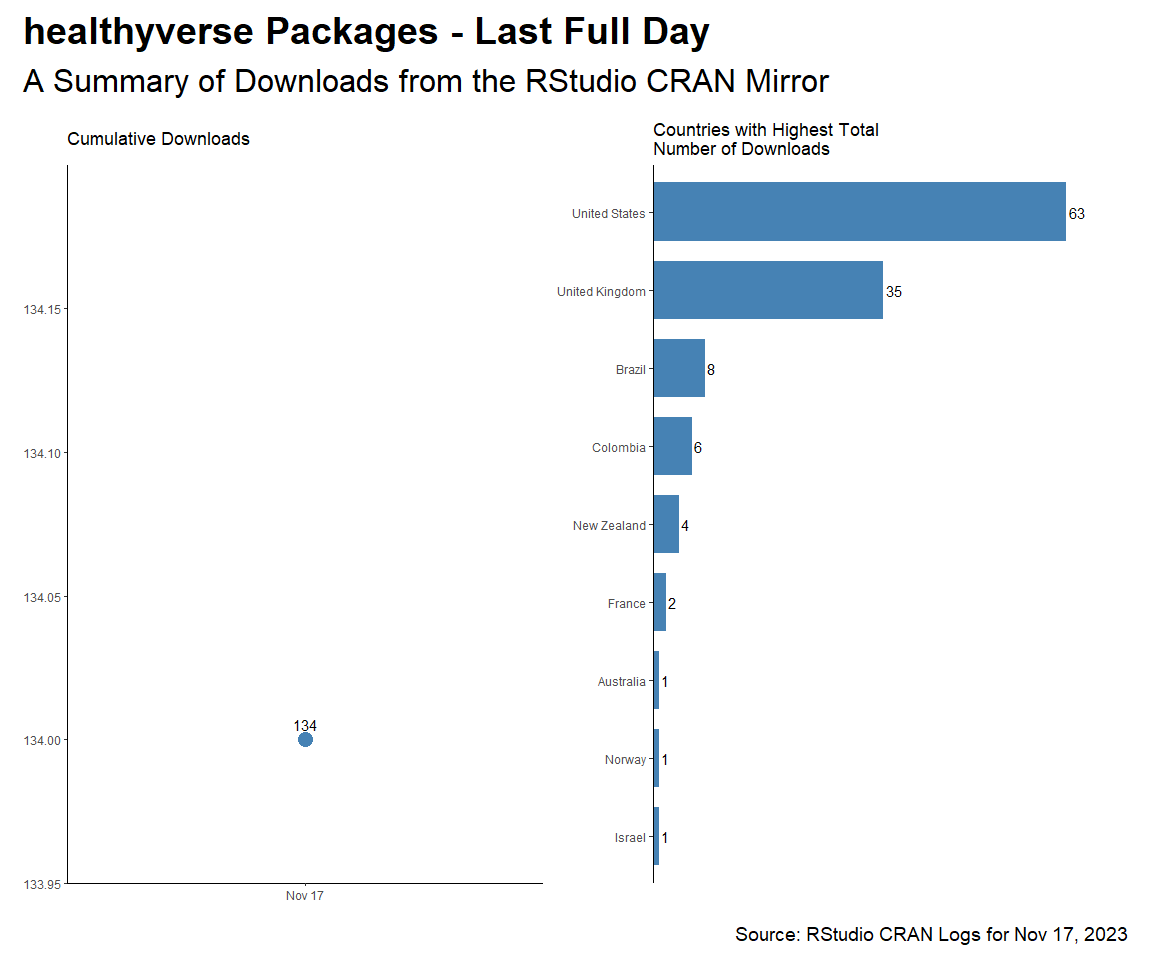 healthyverse Packages - Last Full Day
A Summary of Downloads from the RStudio CRAN Mirror
Cumulative Downloads
134.15
134.10
134.05
134.00
133.95
134
Nov 17
Countries with Highest Total
Number of Downloads
United States 63
United Kingdom 35
Brazil 8
Colombia 6
New Zealand 4
France 2
Australia 1
Norway 1
Israel 1
Source: RStudio CRAN Logs for Nov 17, 2023